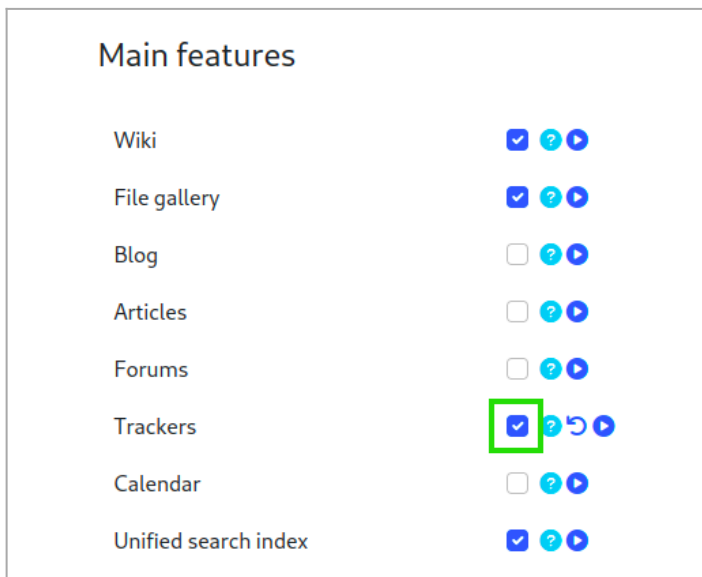 Main features
Wiki
File gallery
Blog
Articles
Forums
Trackers
Calendar
Unified search index